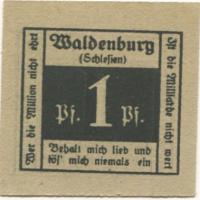 Waldenburg
(Schlesien)
Pf. 1 Pf.
Behalt mich lieb und
lös' mich niemals ein
Wer die Million nicht ehrt
Ist die Milliarde nicht wert